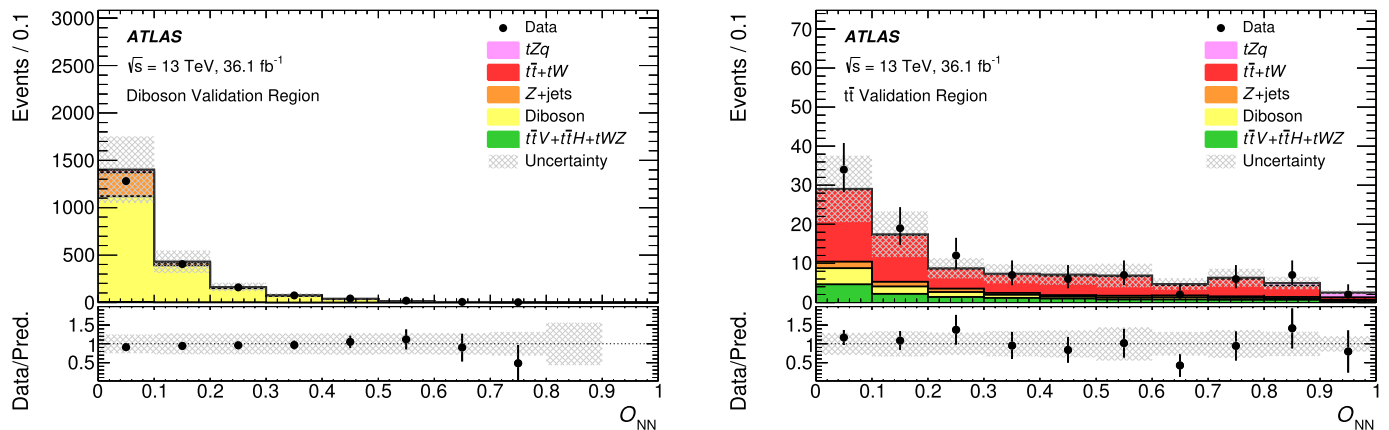 Events / 0.1
3000
2500
2000
1500
1000
500
0
ATLAS
√s = 13 TeV, 36.1 fb⁻¹
Diboson Validation Region
Data
tZq
tt̄+tW
Z+jets
Diboson
tt̄V+tt̄H+tWZ
Uncertainty
Data/Pred.
1.5
1
0.5
0 0.1 0.2 0.3 0.4 0.5 0.6 0.7 0.8 0.9 1
O_NN
Events / 0.1
70
60
50
40
30
20
10
0
ATLAS
√s = 13 TeV, 36.1 fb⁻¹
tt̄ Validation Region
Data
tZq
tt̄+tW
Z+jets
Diboson
tt̄V+tt̄H+tWZ
Uncertainty
Data/Pred.
1.5
1
0.5
0 0.1 0.2 0.3 0.4 0.5 0.6 0.7 0.8 0.9 1
O_NN